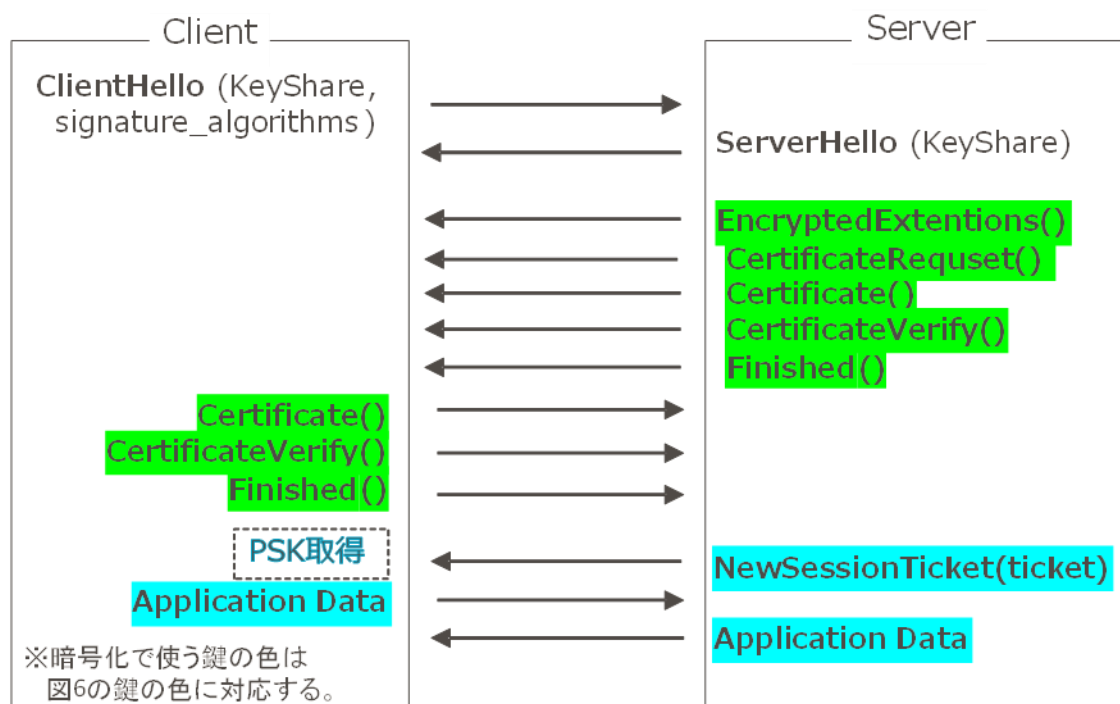 Client
Server
ClientHello (KeyShare,
signature_algorithms)
ServerHello (KeyShare)
EncryptedExtentions()
CertificateRequset()
Certificate()
CertificateVerify()
Finished()
Certificate()
CertificateVerify()
Finished()
PSK取得
NewSessionTicket(ticket)
Application Data
Application Data
※暗号化で使う鍵の色は
図6の鍵の色に対応する。